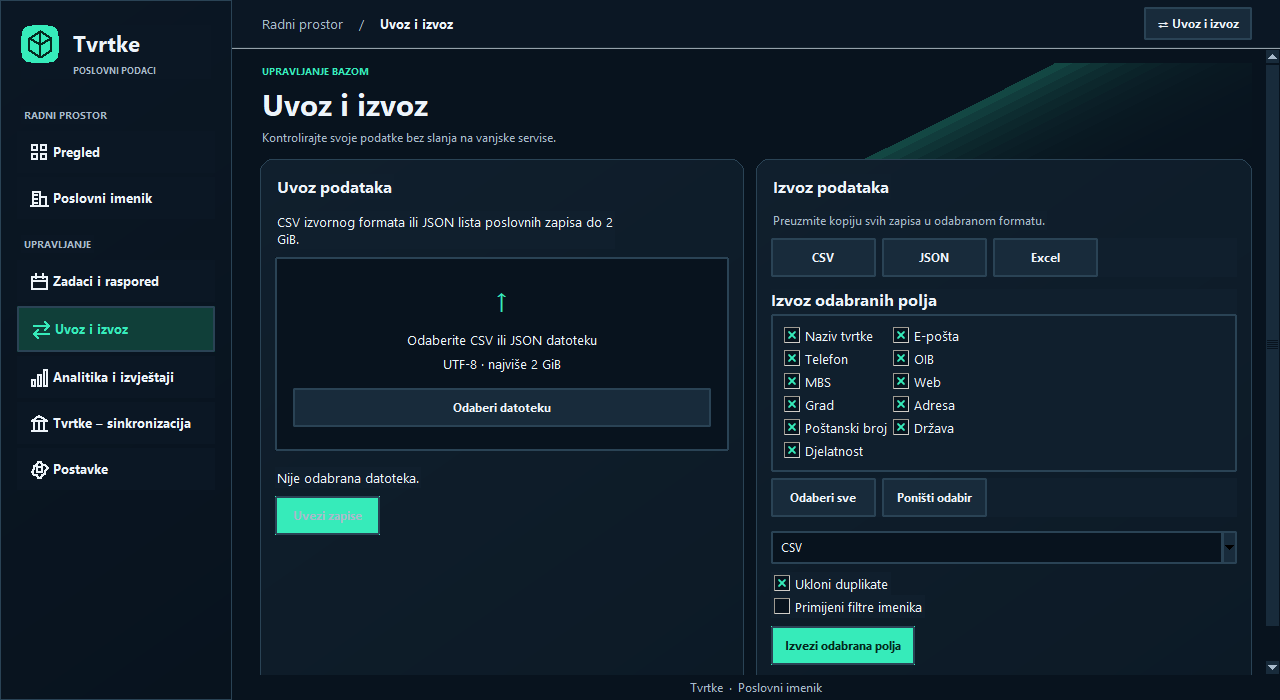 Tvrtke
POSLOVNI PODACI
RADNI PROSTOR
Pregled
Poslovni imenik
UPRAVLJANJE
Zadaci i raspored
Uvoz i izvoz
Analitika i izvještaji
Tvrtke – sinkronizacija
Postavke
Radni prostor / Uvoz i izvoz
⇄ Uvoz i izvoz
UPRAVLJANJE BAZOM
Uvoz i izvoz
Kontrolirajte svoje podatke bez slanja na vanjske servise.
Uvoz podataka
CSV izvornog formata ili JSON lista poslovnih zapisa do 2
GiB.
↑
Odaberite CSV ili JSON datoteku
UTF-8 · najviše 2 GiB
Odaberi datoteku
Nije odabrana datoteka.
Uvezi zapise
Izvoz podataka
Preuzmite kopiju svih zapisa u odabranom formatu.
CSV JSON Excel
Izvoz odabranih polja
Naziv tvrtke E-pošta
Telefon OIB
MBS Web
Grad Adresa
Poštanski broj Država
Djelatnost
Odaberi sve Poništi odabir
CSV
Ukloni duplikate
Primijeni filtre imenika
Izvezi odabrana polja
Tvrtke · Poslovni imenik